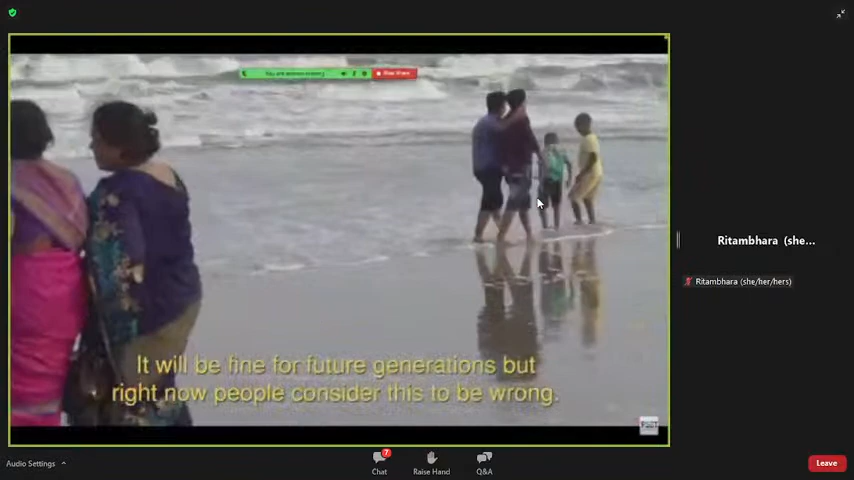 Ritambhara (she...
Ritambhara (she/her/hers)
It will be fine for future generations but
right now people consider this to be wrong.
Audio Settings
7
Chat
Raise Hand
Q&A
Leave